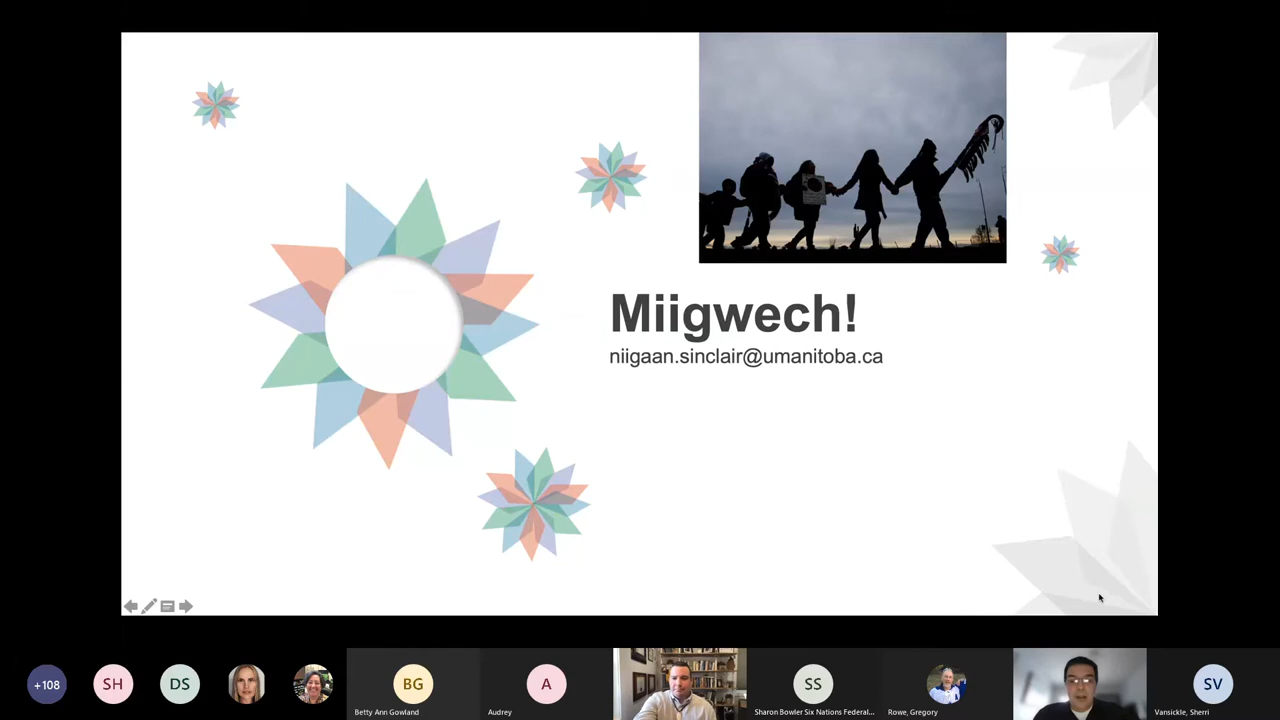 Miigwech!
niigaan.sinclair@umanitoba.ca
+108
SH
DS
BG
Betty Ann Gowland
A
Audrey
SS
Sharon Bowler Six Nations Federal...
Rowe, Gregory
SV
Vansickle, Sherri